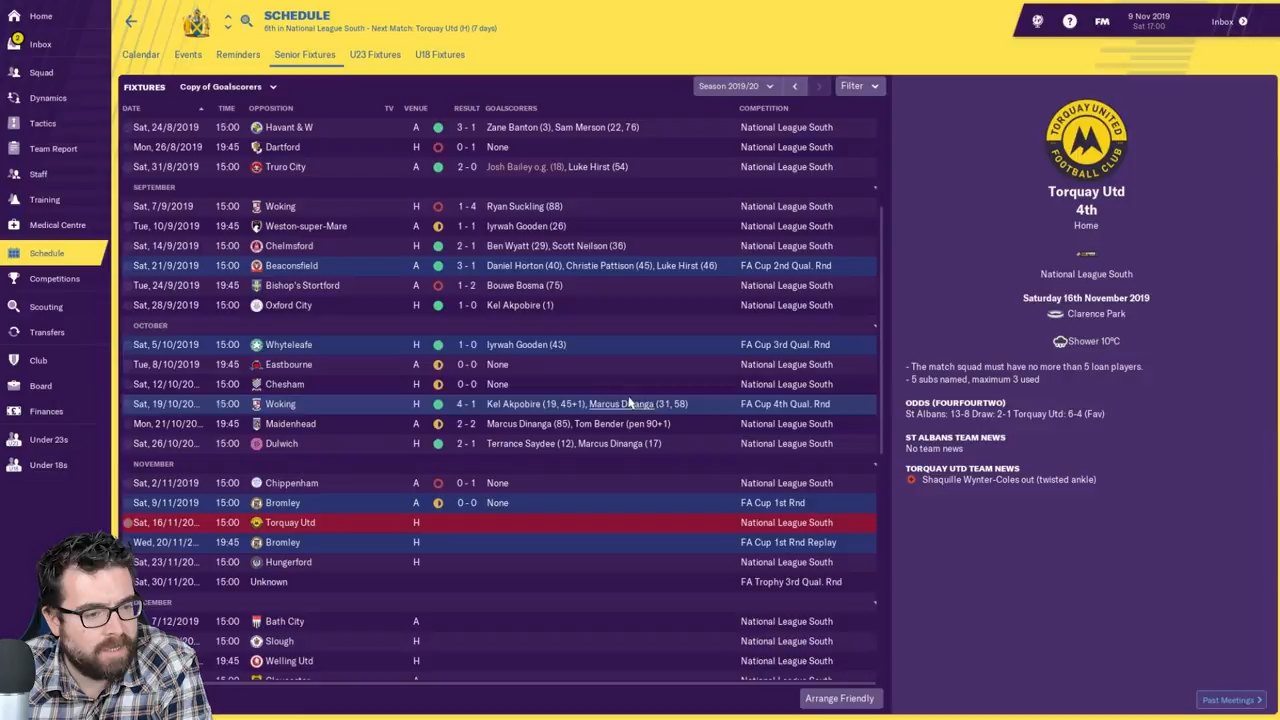 SCHEDULE
6th in National League South - Next Match: Torquay Utd (H) (7 days)
FM
9 Nov 2019
Sat 17:00
Inbox
Home
2
Inbox
Squad
Dynamics
Tactics
Team Report
Staff
Training
Medical Centre
Schedule
Competitions
Scouting
Transfers
Club
Board
Finances
Under 23s
Under 18s
Calendar Events Reminders Senior Fixtures U23 Fixtures U18 Fixtures
FIXTURES Copy of Goalscorers Season 2019/20 Filter
DATE TIME OPPOSITION TV VENUE RESULT GOALSCORERS COMPETITION
Sat, 24/8/2019 15:00 Havant & W A 3 - 1 Zane Banton (3), Sam Merson (22, 76) National League South
Mon, 26/8/2019 19:45 Dartford H 0 - 1 None National League South
Sat, 31/8/2019 15:00 Truro City A 2 - 0 Josh Bailey o.g. (18), Luke Hirst (54) National League South
SEPTEMBER
Sat, 7/9/2019 15:00 Woking H 1 - 4 Ryan Suckling (88) National League South
Tue, 10/9/2019 19:45 Weston-super-Mare A 1 - 1 Iyrwah Gooden (26) National League South
Sat, 14/9/2019 15:00 Chelmsford H 2 - 1 Ben Wyatt (29), Scott Neilson (36) National League South
Sat, 21/9/2019 15:00 Beaconsfield A 3 - 1 Daniel Horton (40), Christie Pattison (45), Luke Hirst (46) FA Cup 2nd Qual. Rnd
Tue, 24/9/2019 19:45 Bishop's Stortford A 1 - 2 Bouwe Bosma (75) National League South
Sat, 28/9/2019 15:00 Oxford City H 1 - 0 Kel Akpobire (1) National League South
OCTOBER
Sat, 5/10/2019 15:00 Whyteleafe H 1 - 0 Iyrwah Gooden (43) FA Cup 3rd Qual. Rnd
Tue, 8/10/2019 19:45 Eastbourne A 0 - 0 None National League South
Sat, 12/10/20... 15:00 Chesham H 0 - 0 None National League South
Sat, 19/10/20... 15:00 Woking H 4 - 1 Kel Akpobire (19, 45+1), Marcus Dinanga (31, 58) FA Cup 4th Qual. Rnd
Mon, 21/10/20... 19:45 Maidenhead A 2 - 2 Marcus Dinanga (85), Tom Bender (pen 90+1) National League South
Sat, 26/10/20... 15:00 Dulwich H 2 - 1 Terrance Saydee (12), Marcus Dinanga (17) National League South
NOVEMBER
Sat, 2/11/2019 15:00 Chippenham A 0 - 1 None National League South
Sat, 9/11/2019 15:00 Bromley A 0 - 0 None FA Cup 1st Rnd
Sat, 16/11/20... 15:00 Torquay Utd H National League South
Wed, 20/11/2... 19:45 Bromley H FA Cup 1st Rnd Replay
Sat, 23/11/20... 15:00 Hungerford H National League South
Sat, 30/11/20... 15:00 Unknown FA Trophy 3rd Qual. Rnd
7/12/2019 15:00 Bath City A National League South
15:00 Slough H National League South
19:45 Welling Utd H National League South
Arrange Friendly
TORQUAY UNITED
FOOTBALL CLUB
Torquay Utd
4th
Home
National League South
Saturday 16th November 2019
Clarence Park
Shower 10°C
- The match squad must have no more than 5 loan players.
- 5 subs named, maximum 3 used
ODDS (FOURFOURTWO)
St Albans: 13-8 Draw: 2-1 Torquay Utd: 6-4 (Fav)
ST ALBANS TEAM NEWS
No team news
TORQUAY UTD TEAM NEWS
Shaquille Wynter-Coles out (twisted ankle)
Past Meetings